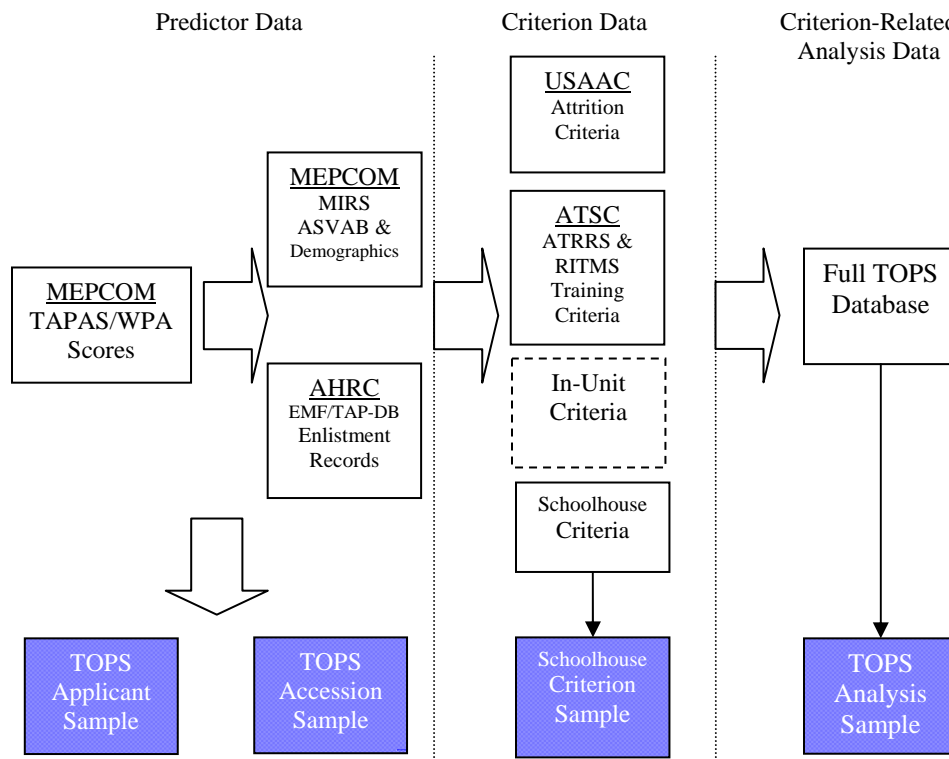 Predictor Data
Criterion Data
Criterion-Related
Analysis Data
MEPCOM
TAPAS/WPA
Scores
MEPCOM
MIRS
ASVAB &
Demographics
AHRC
EMF/TAP-DB
Enlistment
Records
USAAC
Attrition
Criteria
ATSC
ATRRS &
RITMS
Training
Criteria
In-Unit
Criteria
Schoolhouse
Criteria
Full TOPS
Database
TOPS
Applicant
Sample
TOPS
Accession
Sample
Schoolhouse
Criterion
Sample
TOPS
Analysis
Sample